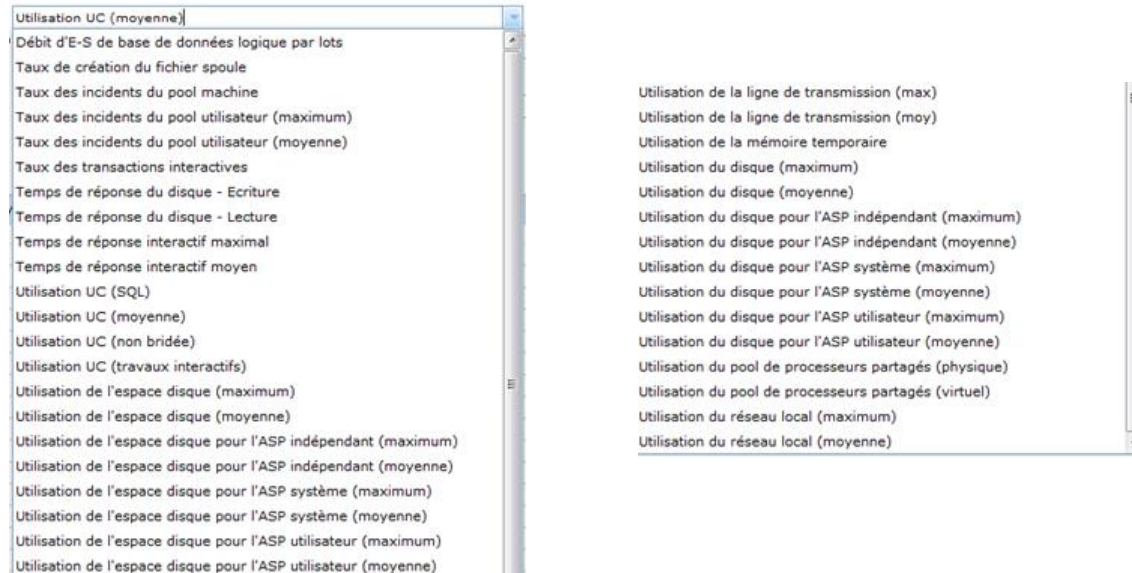 Utilisation UC (moyenne)
Débit d'E-S de base de données logique par lots
Taux de création du fichier spoule
Taux des incidents du pool machine
Taux des incidents du pool utilisateur (maximum)
Taux des incidents du pool utilisateur (moyenne)
Taux des transactions interactives
Temps de réponse du disque - Ecriture
Temps de réponse du disque - Lecture
Temps de réponse interactif maximal
Temps de réponse interactif moyen
Utilisation UC (SQL)
Utilisation UC (moyenne)
Utilisation UC (non bridée)
Utilisation UC (travaux interactifs)
Utilisation de l'espace disque (maximum)
Utilisation de l'espace disque (moyenne)
Utilisation de l'espace disque pour l'ASP indépendant (maximum)
Utilisation de l'espace disque pour l'ASP indépendant (moyenne)
Utilisation de l'espace disque pour l'ASP système (maximum)
Utilisation de l'espace disque pour l'ASP système (moyenne)
Utilisation de l'espace disque pour l'ASP utilisateur (maximum)
Utilisation de l'espace disque pour l'ASP utilisateur (moyenne)
Utilisation de la ligne de transmission (max)
Utilisation de la ligne de transmission (moy)
Utilisation de la mémoire temporaire
Utilisation du disque (maximum)
Utilisation du disque (moyenne)
Utilisation du disque pour l'ASP indépendant (maximum)
Utilisation du disque pour l'ASP indépendant (moyenne)
Utilisation du disque pour l'ASP système (maximum)
Utilisation du disque pour l'ASP système (moyenne)
Utilisation du disque pour l'ASP utilisateur (maximum)
Utilisation du disque pour l'ASP utilisateur (moyenne)
Utilisation du pool de processeurs partagés (physique)
Utilisation du pool de processeurs partagés (virtuel)
Utilisation du réseau local (maximum)
Utilisation du réseau local (moyenne)